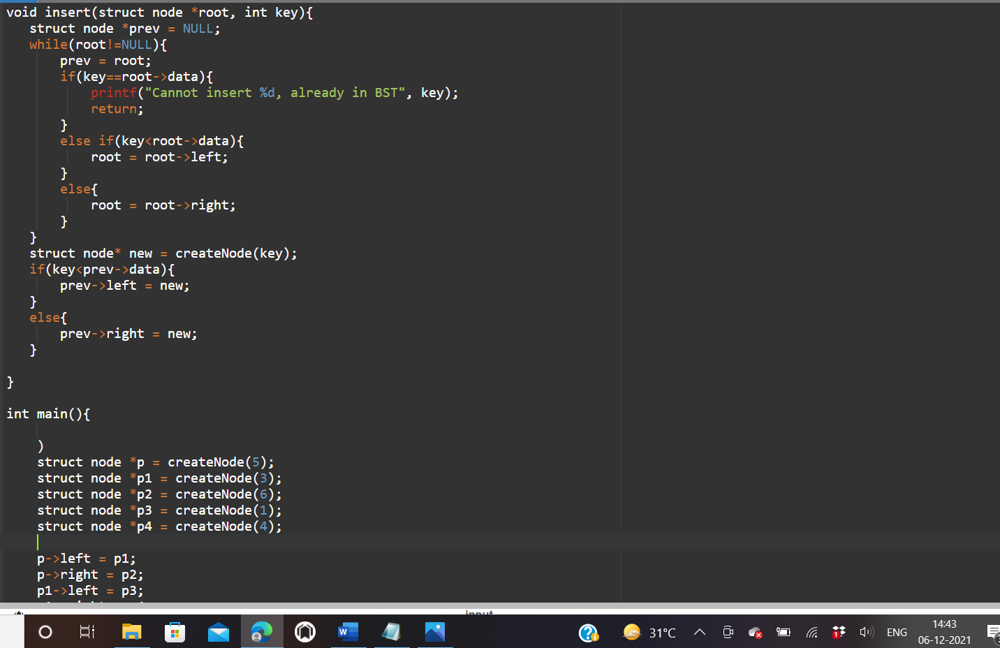 void insert(struct node *root, int key){
struct node *prev = NULL;
while(root!=NULL){
prev = root;
if(key==root->data){
printf("Cannot insert %d, already in BST", key);
return;
}
else if(key<root->data){
root = root->left;
}
else{
root = root->right;
}
}
struct node* new = createNode(key);
if(key<prev->data){
prev->left = new;
}
else{
prev->right = new;
}
}
int main(){
)
struct node *p = createNode(5);
struct node *p1 = createNode(3);
struct node *p2 = createNode(6);
struct node *p3 = createNode(1);
struct node *p4 = createNode(4);
p->left = p1;
p->right = p2;
p1->left = p3;
W
31°C
1
ENG
14:43
06-12-2021